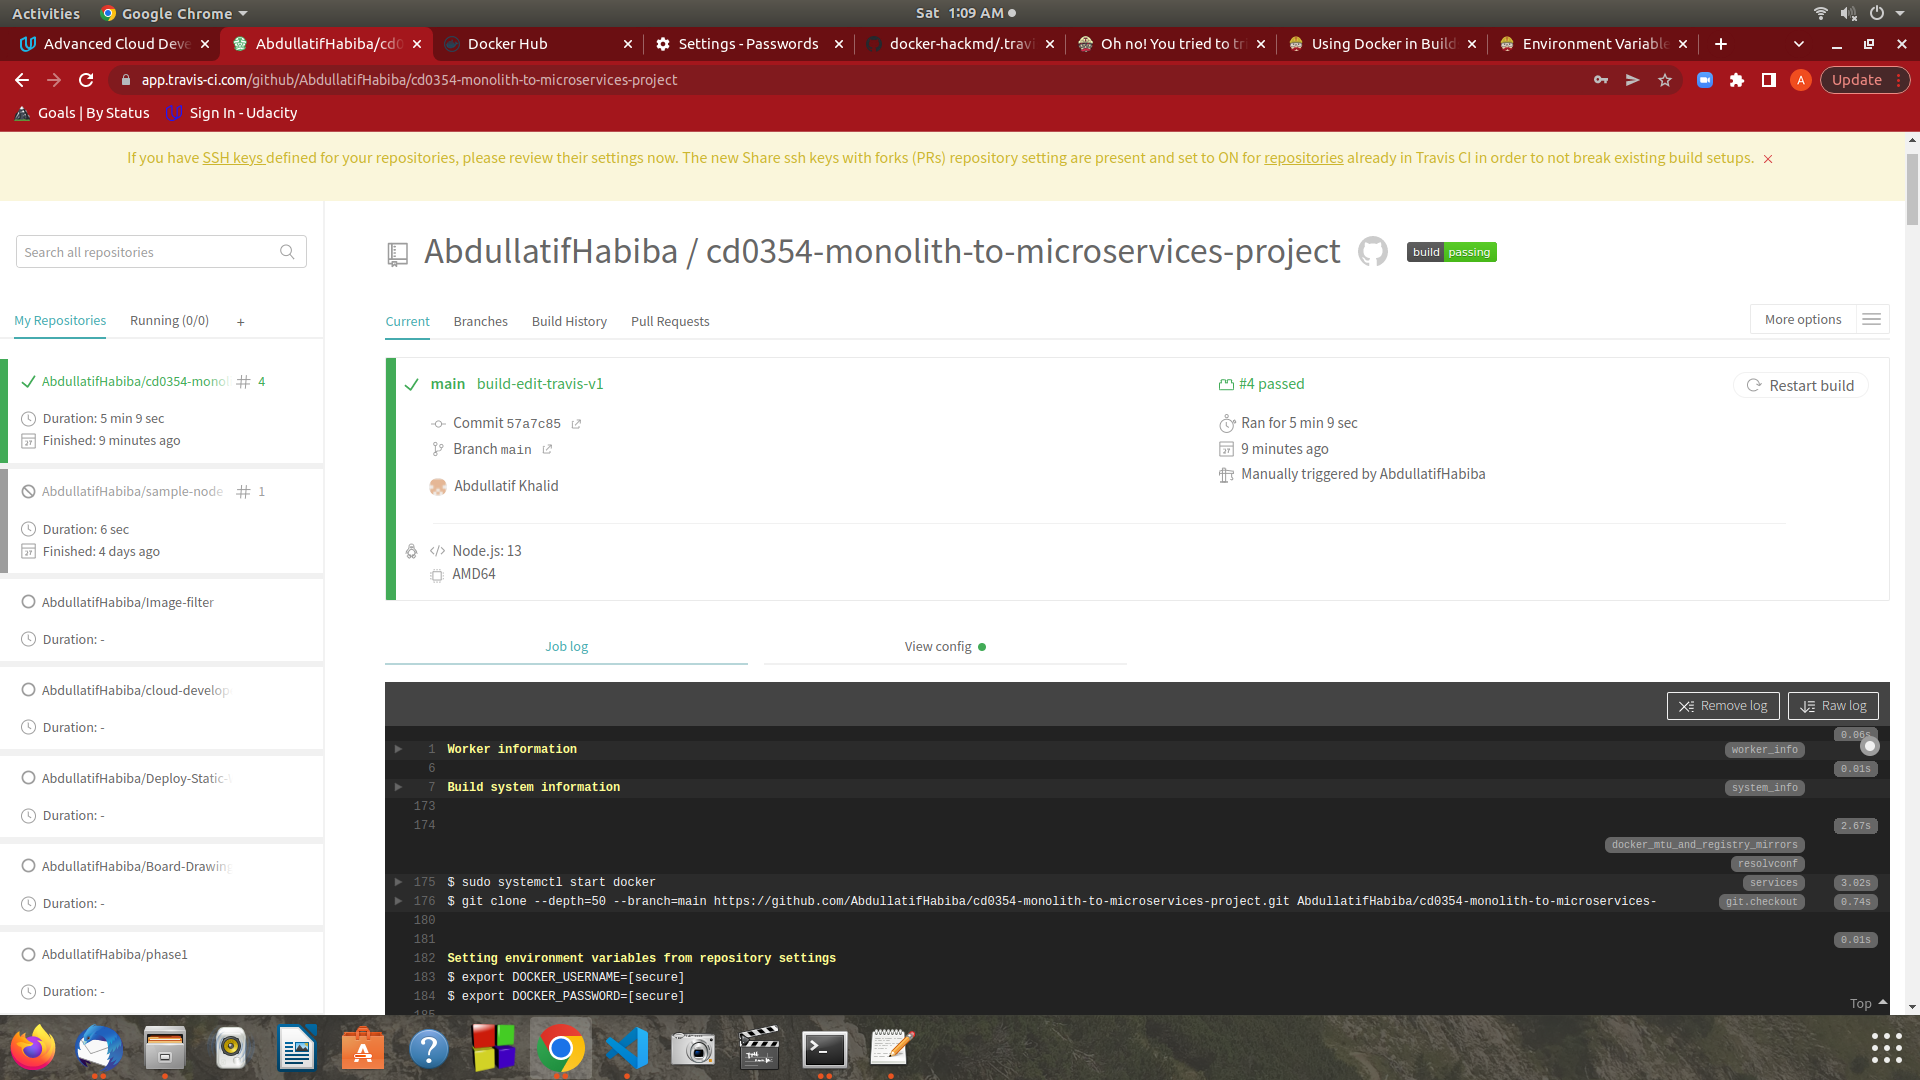 Activities Google Chrome Sat 1:09 AM
Advanced Cloud Deve AbdullatifHabiba/cd0 Docker Hub Settings - Passwords docker-hackmd/.travi Oh no! You tried to tr Using Docker in Build Environment Variable
app.travis-ci.com/github/AbdullatifHabiba/cd0354-monolith-to-microservices-project A Update
Goals | By Status Sign In - Udacity
If you have SSH keys defined for your repositories, please review their settings now. The new Share ssh keys with forks (PRs) repository setting are present and set to ON for repositories already in Travis CI in order to not break existing build setups.
Search all repositories
My Repositories Running (0/0) +
AbdullatifHabiba/cd0354-monol # 4
Duration: 5 min 9 sec
Finished: 9 minutes ago
AbdullatifHabiba/sample-node # 1
Duration: 6 sec
Finished: 4 days ago
AbdullatifHabiba/Image-filter
Duration: -
AbdullatifHabiba/cloud-develop
Duration: -
AbdullatifHabiba/Deploy-Static-
Duration: -
AbdullatifHabiba/Board-Drawing
Duration: -
AbdullatifHabiba/phase1
Duration: -
AbdullatifHabiba / cd0354-monolith-to-microservices-project build passing
Current Branches Build History Pull Requests More options
main build-edit-travis-v1 #4 passed Restart build
Commit 57a7c85 Ran for 5 min 9 sec
Branch main 9 minutes ago
Manually triggered by AbdullatifHabiba
Abdullatif Khalid
Node.js: 13
AMD64
Job log View config
Remove log Raw log
0.06s
1 Worker information worker_info
6 0.01s
7 Build system information system_info
173
174 2.67s
docker_mtu_and_registry_mirrors
resolvconf
175 $ sudo systemctl start docker services 3.02s
176 $ git clone --depth=50 --branch=main https://github.com/AbdullatifHabiba/cd0354-monolith-to-microservices-project.git AbdullatifHabiba/cd0354-monolith-to-microservices- git.checkout 0.74s
180
181 0.01s
182 Setting environment variables from repository settings
183 $ export DOCKER_USERNAME=[secure]
184 $ export DOCKER_PASSWORD=[secure]
Top